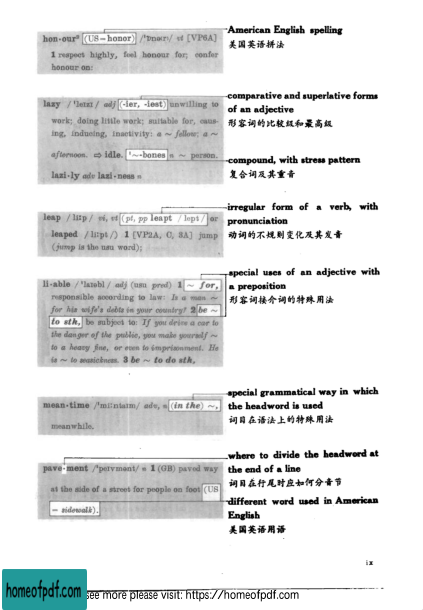 hon·our² (US=honor) /ˈɒnə(r)/ vt [VP6A]
1 respect highly, feel honour for; confer
honour on:
American English spelling
美国英语拼法
lazy /ˈleɪzɪ/ adj (-ier, -iest) unwilling to
work; doing little work; suitable for, caus-
ing, inducing, inactivity: a ~ fellow; a ~
afternoon. ⇨ idle. ˈ~-bones n ~ person.
lazi·ly adv lazi·ness n
comparative and superlative forms
of an adjective
形容词的比较级和最高级
compound, with stress pattern
复合词及其重音
leap /liːp/ vi, vt (pt, pp leapt /lept/) or
leaped /liːpt/) 1 [VP2A, C, 3A] jump
(jump is the usu word);
irregular form of a verb, with
pronunciation
动词的不规则变化及其发音
li·able /ˈlaɪəbl/ adj (usu pred) 1 ~ for,
responsible according to law: Is a man ~
for his wife's debts in your country? 2 be ~
to sth, be subject to: If you drive a car to
the danger of the public, you make yourself ~
to a heavy fine, or even to imprisonment. He
is ~ to seasickness. 3 be ~ to do sth,
special uses of an adjective with
a preposition
形容词接介词的特殊用法
mean·time /ˈmiːntaɪm/ adv, n (in the) ~,
meanwhile.
special grammatical way in which
the headword is used
词目在语法上的特殊用法
pave·ment /ˈpeɪvmənt/ n 1 (GB) paved way
at the side of a street for people on foot (US
= sidewalk).
where to divide the headword at
the end of a line
词目在行尾时应如何分音节
different word used in American
English
美国英语用语
ix
homeofpdf.com
see more please visit: https://homeofpdf.com